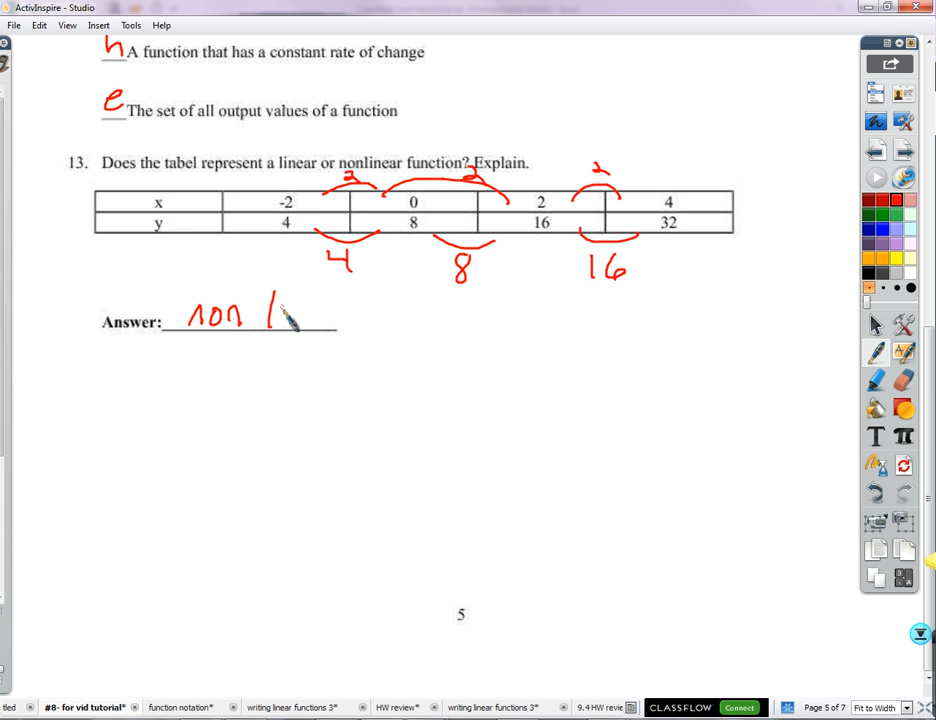 ActivInspire - Studio
File Edit View Insert Tools Help
h A function that has a constant rate of change
e The set of all output values of a function
13. Does the tabel represent a linear or nonlinear function? Explain.
2 2 2
x -2 0 2 4
y 4 8 16 32
4 8 16
Answer: non l
5
tled #8- for vid tutorial* function notation* writing linear functions 3* HW review* writing linear functions 3* 9.4 HW revie CLASSFLOW Connect Page 5 of 7 Fit to Width